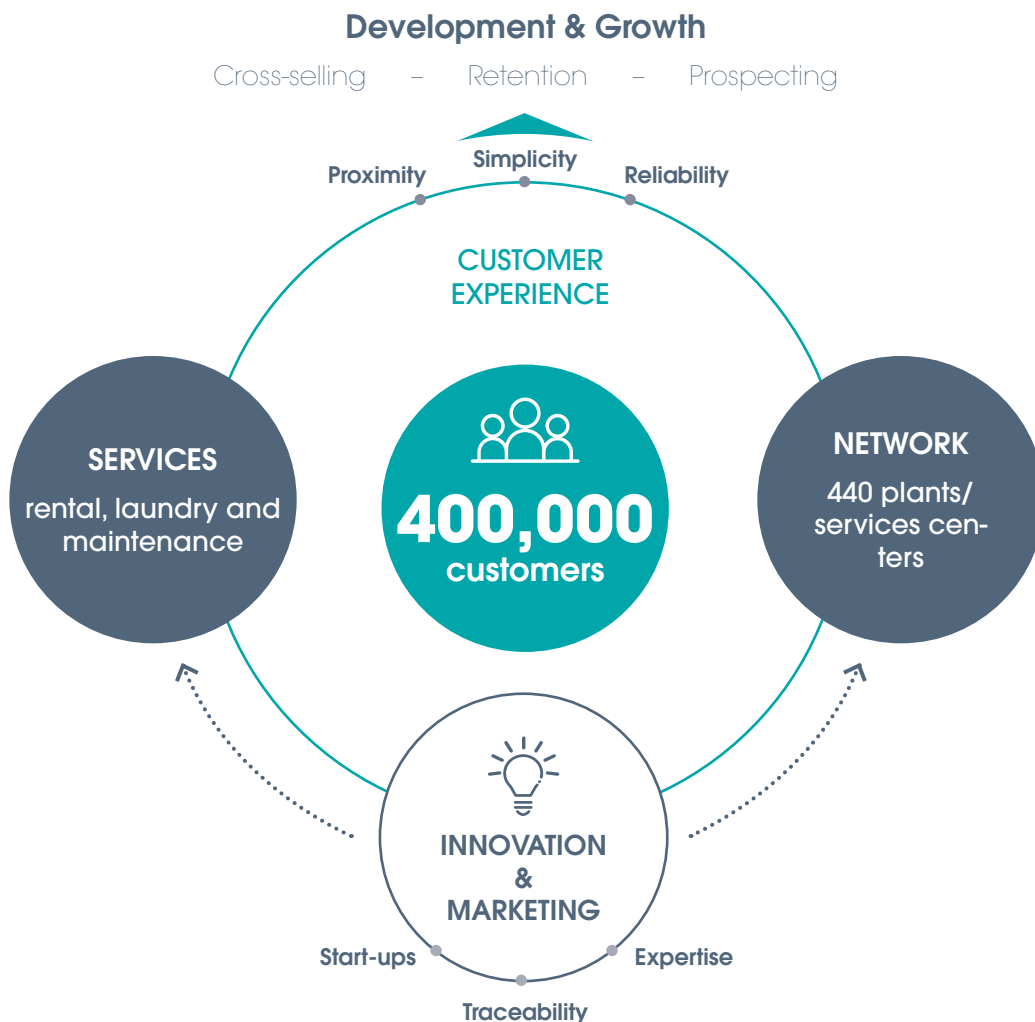 Development & Growth
Cross-selling – Retention – Prospecting
Simplicity
Proximity
Reliability
CUSTOMER
EXPERIENCE
SERVICES
rental, laundry and
maintenance
400,000
customers
NETWORK
440 plants/
services cen-
ters
INNOVATION
&
MARKETING
Start-ups
Expertise
Traceability